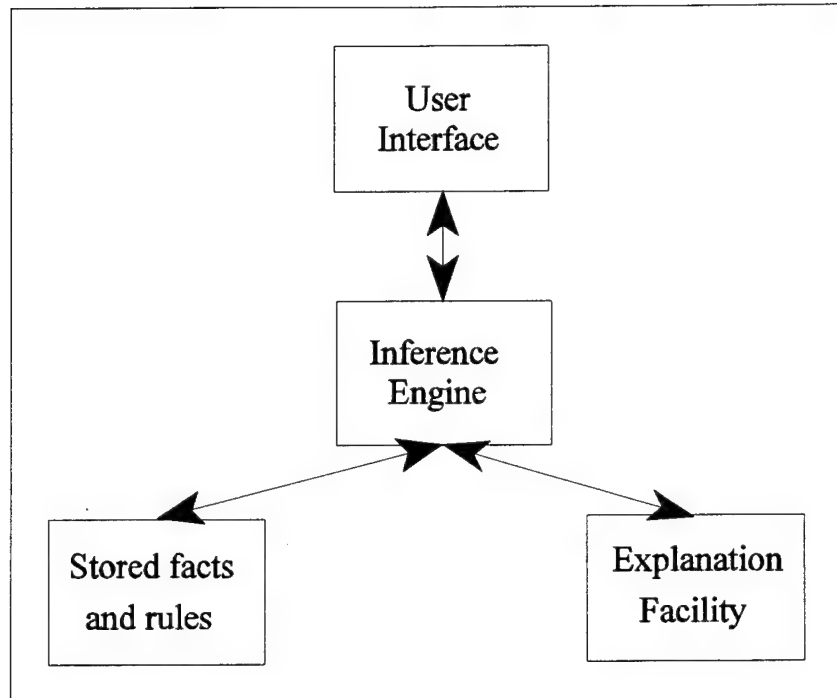 User
Interface
Inference
Engine
Stored facts
and rules
Explanation
Facility